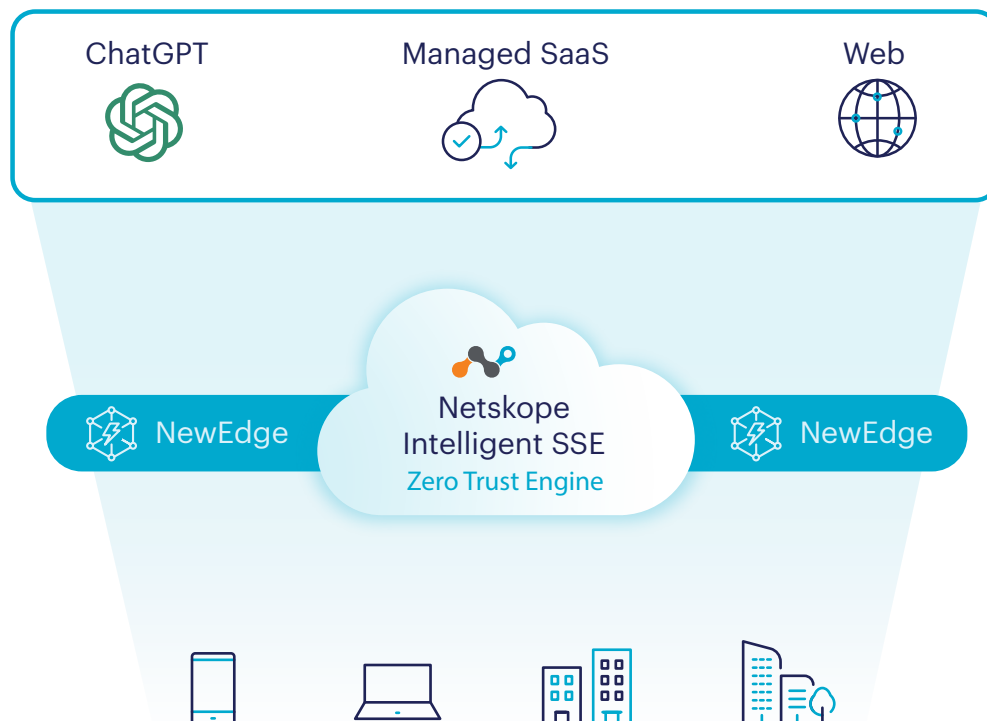 ChatGPT
Managed SaaS
Web
Netskope
Intelligent SSE
Zero Trust Engine
NewEdge
NewEdge